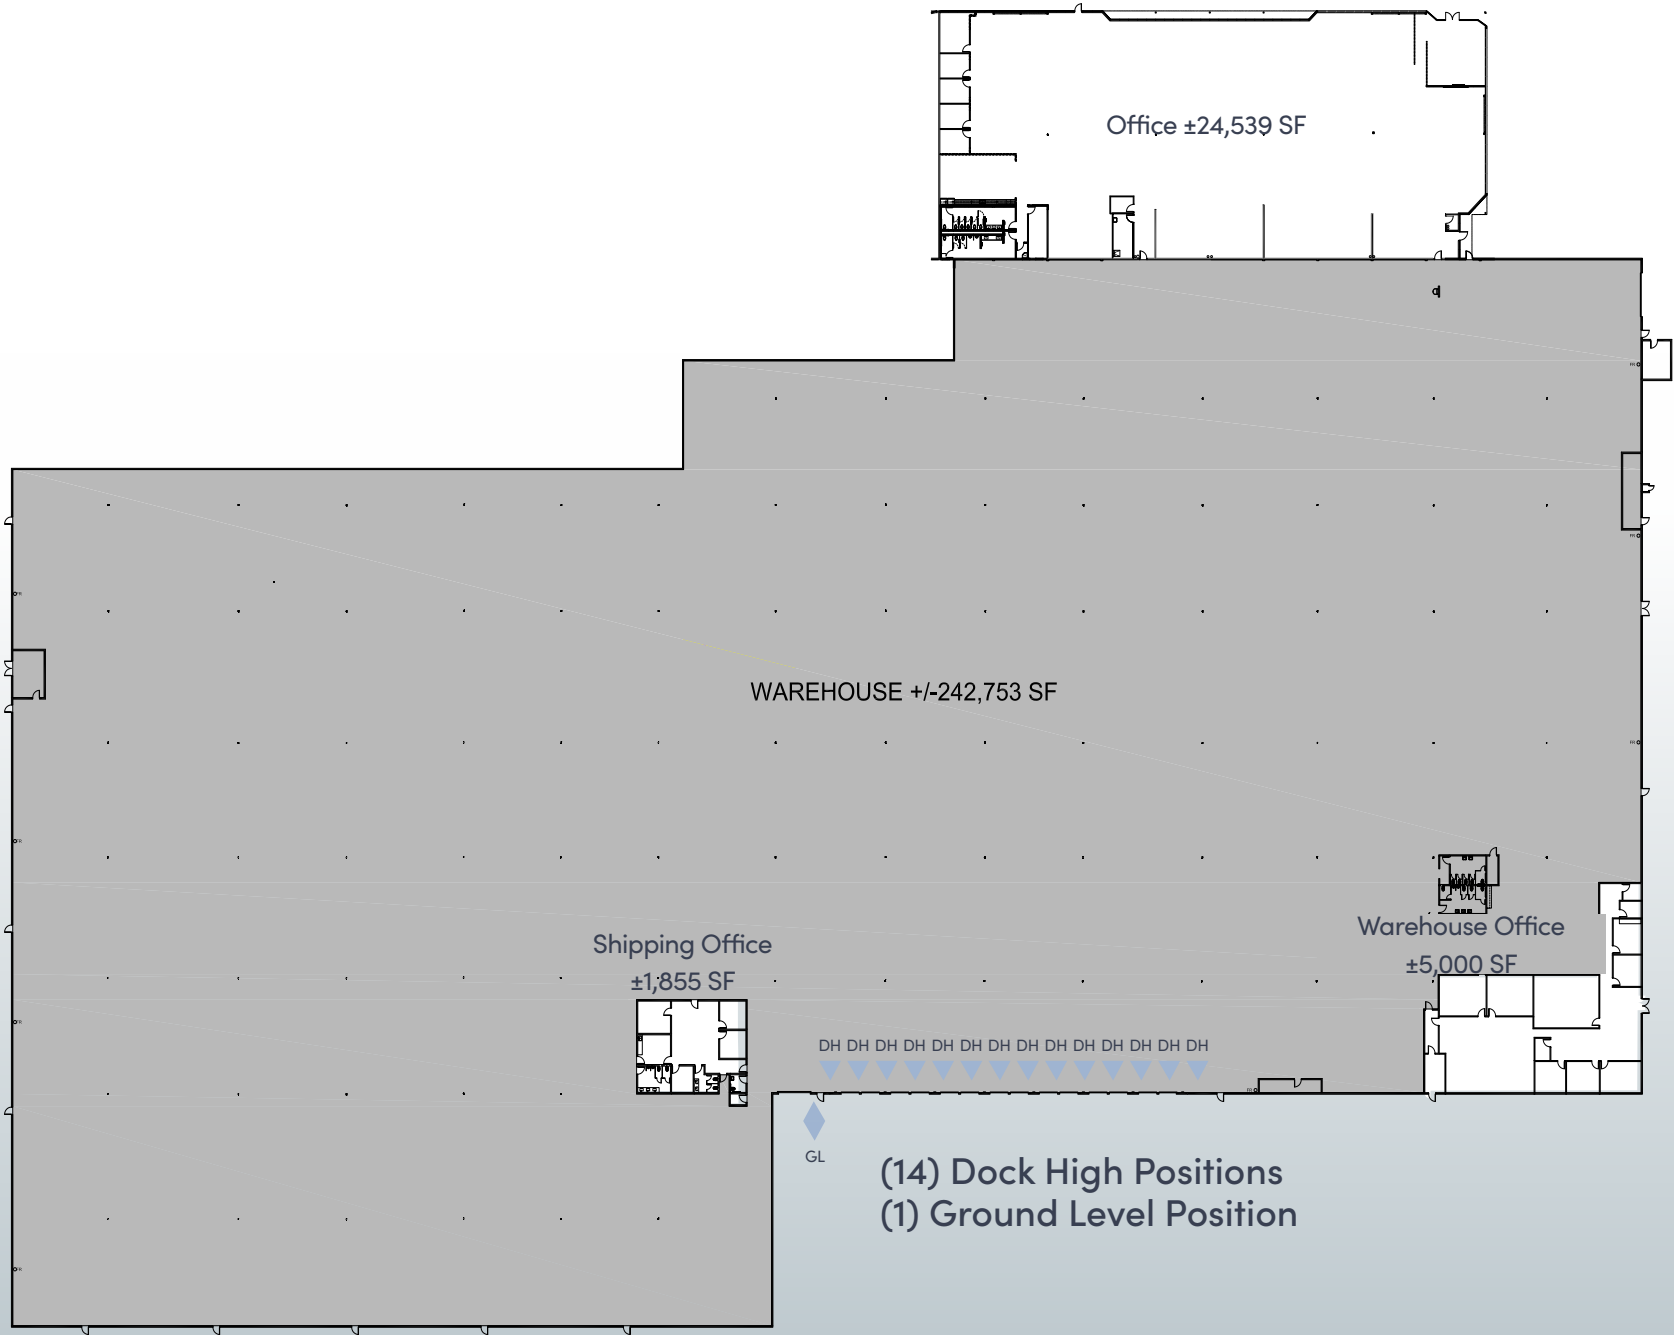 Office ±24,539 SF
WAREHOUSE +/-242,753 SF
Shipping Office
±1,855 SF
Warehouse Office
±5,000 SF
DH DH DH DH DH DH DH DH DH DH DH DH DH DH
GL
(14) Dock High Positions
(1) Ground Level Position